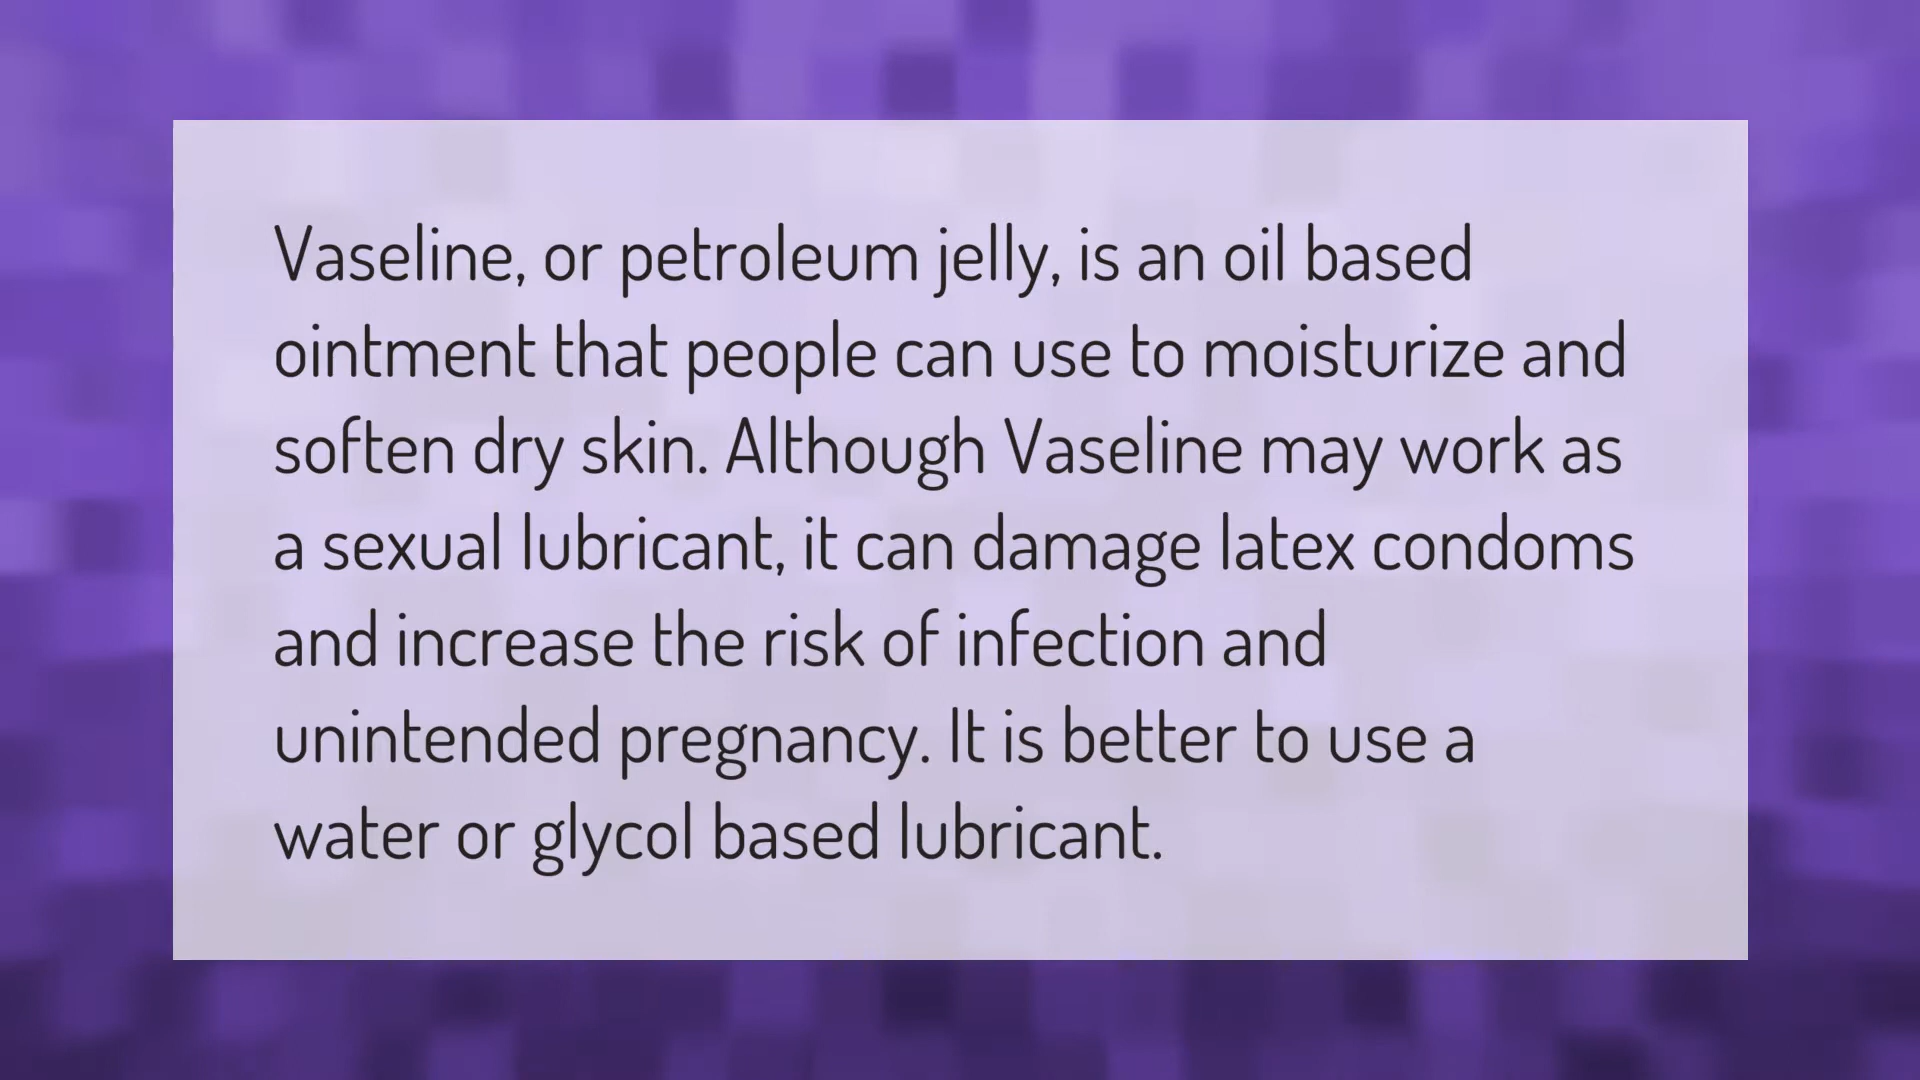 Vaseline, or petroleum jelly, is an oil based
ointment that people can use to moisturize and
soften dry skin. Although Vaseline may work as
a sexual lubricant, it can damage latex condoms
and increase the risk of infection and
unintended pregnancy. It is better to use a
water or glycol based lubricant.